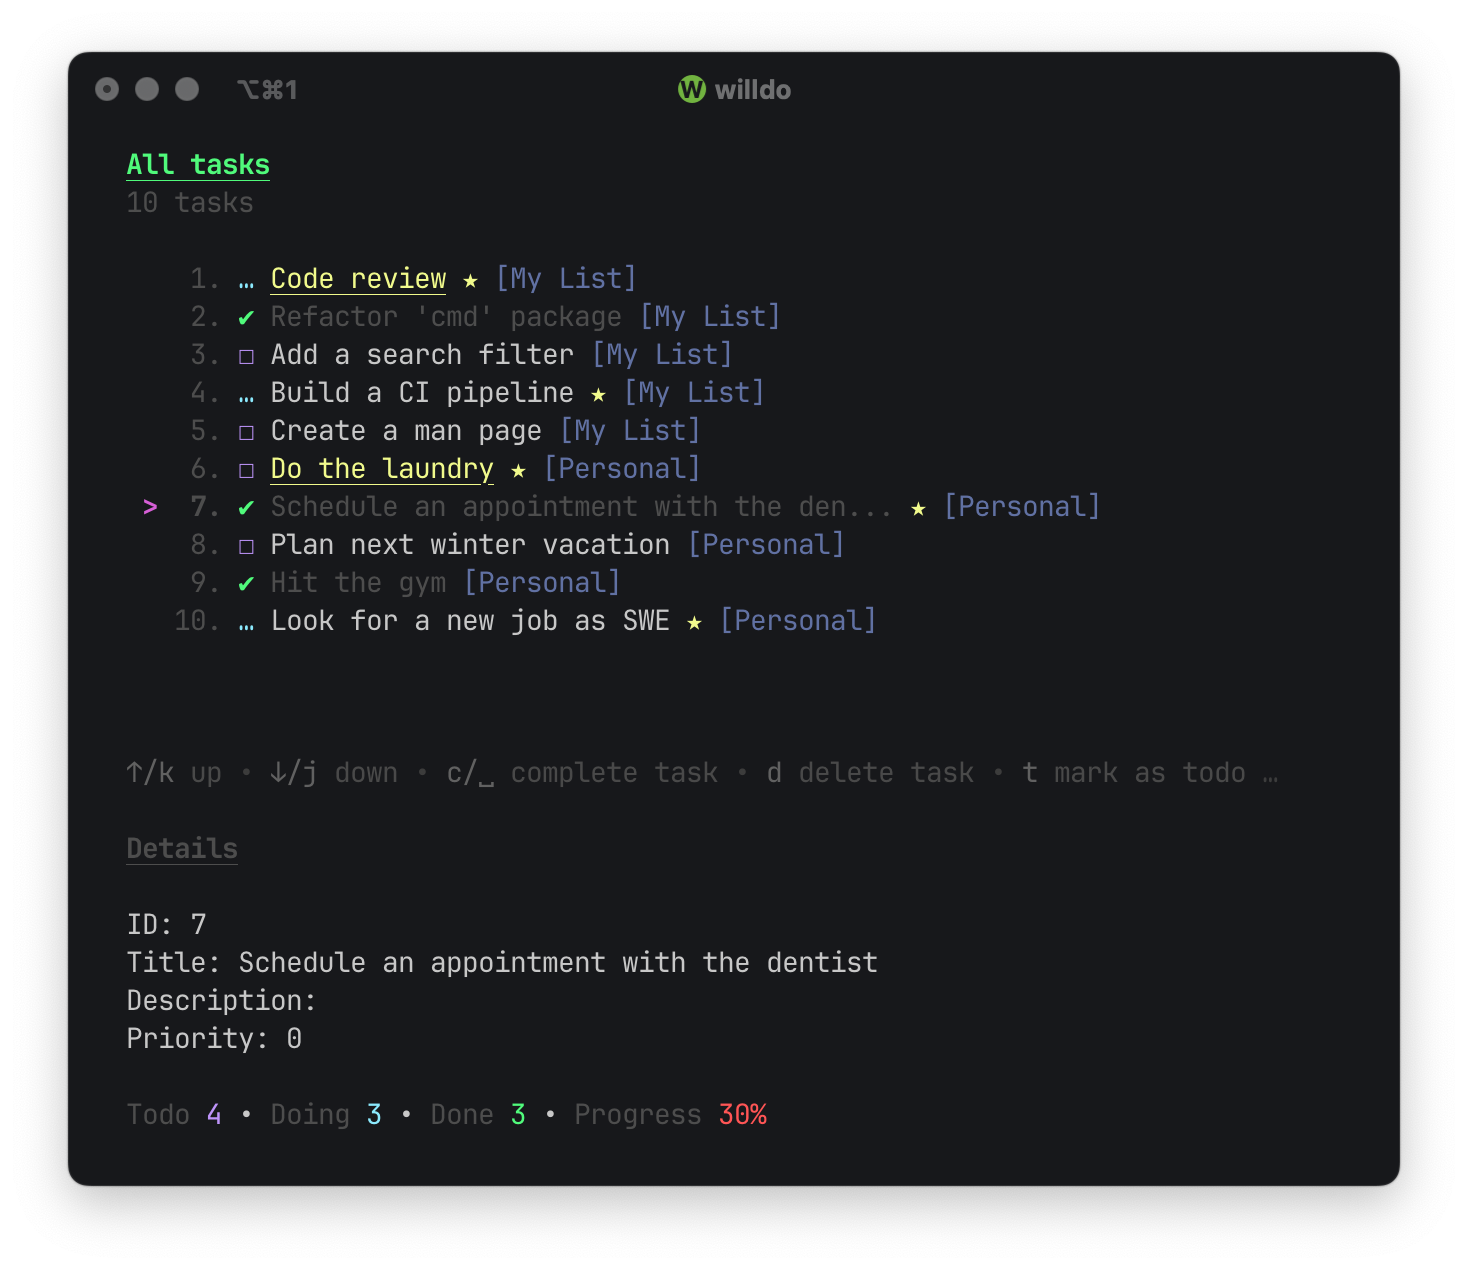 ⌥⌘1 W willdo
All tasks
10 tasks
1. … Code review ★ [My List]
2. ✔ Refactor 'cmd' package [My List]
3. □ Add a search filter [My List]
4. … Build a CI pipeline ★ [My List]
5. □ Create a man page [My List]
6. □ Do the laundry ★ [Personal]
> 7. ✔ Schedule an appointment with the den... ★ [Personal]
8. □ Plan next winter vacation [Personal]
9. ✔ Hit the gym [Personal]
10. … Look for a new job as SWE ★ [Personal]
↑/k up • ↓/j down • c/␣ complete task • d delete task • t mark as todo …
Details
ID: 7
Title: Schedule an appointment with the dentist
Description:
Priority: 0
Todo 4 • Doing 3 • Done 3 • Progress 30%